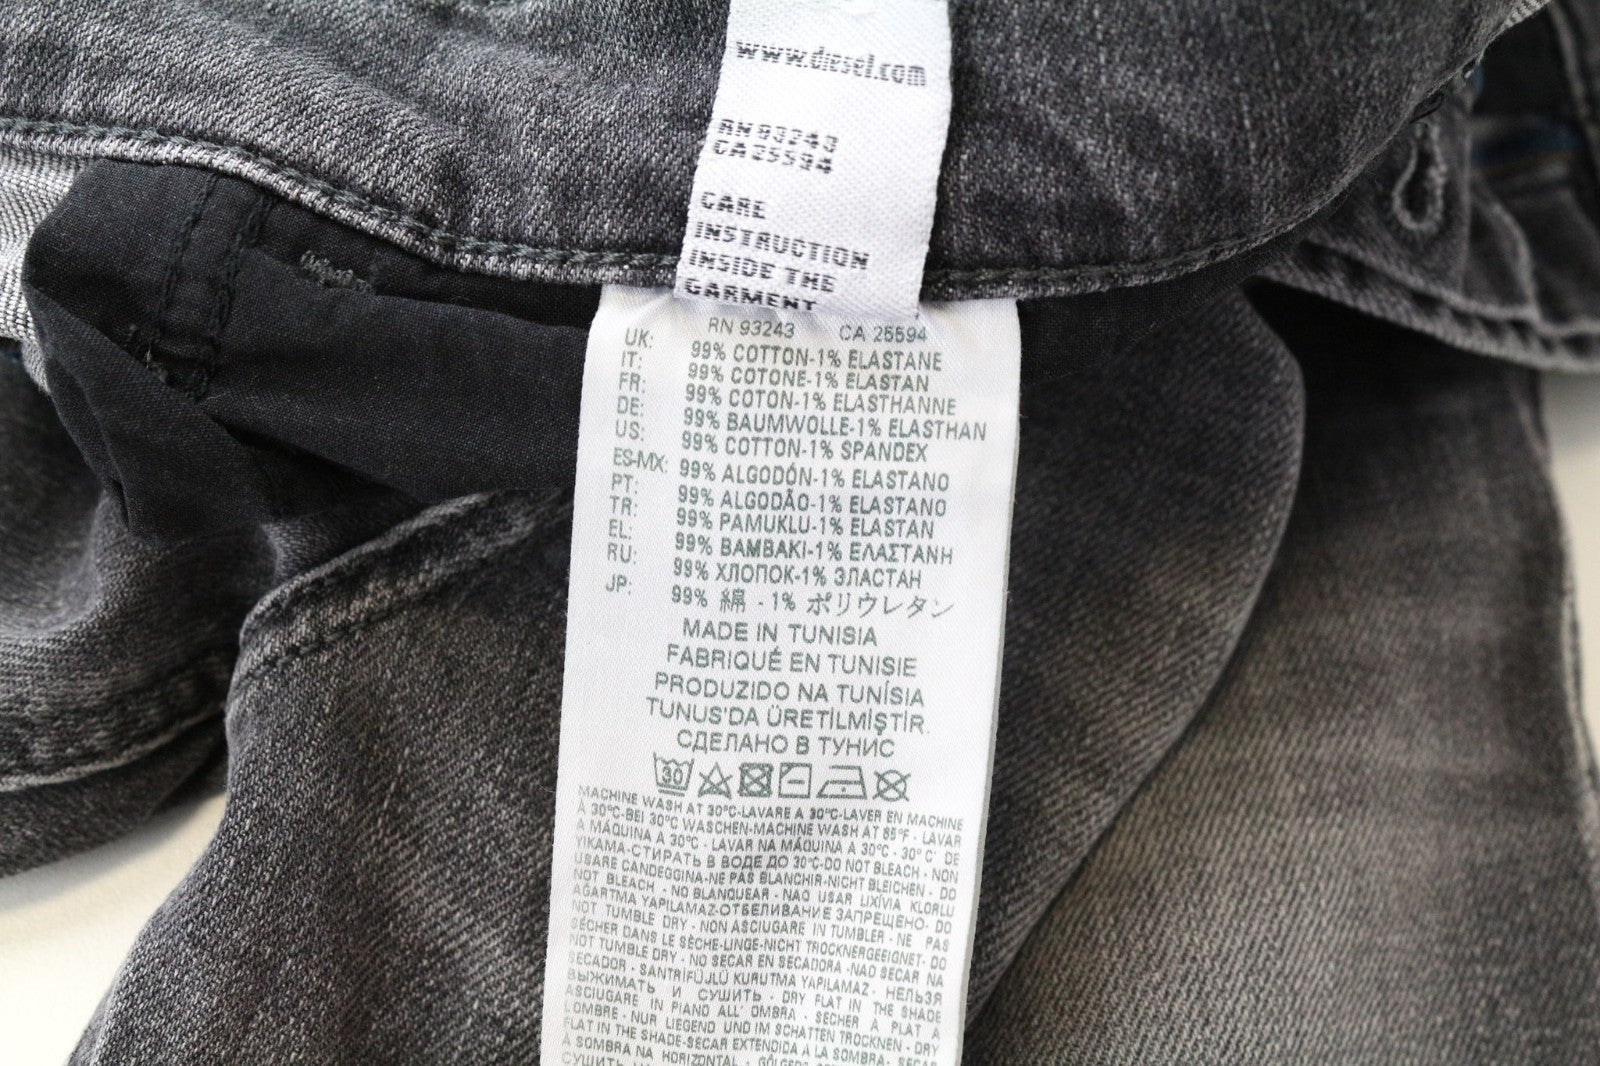 www.diesel.com
RN 93243
CA 25594
CARE
INSTRUCTION
INSIDE THE
GARMENT
RN 93243 CA 25594
UK: 99% COTTON-1% ELASTANE
IT: 99% COTONE-1% ELASTAN
FR: 99% COTON-1% ELASTHANNE
DE: 99% BAUMWOLLE-1% ELASTHAN
US: 99% COTTON-1% SPANDEX
ES-MX: 99% ALGODÓN-1% ELASTANO
PT: 99% ALGODÃO-1% ELASTANO
TR: 99% PAMUKLU-1% ELASTAN
EL: 99% BAMBAKI-1% ΕΛΑΣΤΑΝΗ
RU: 99% ХЛОПОК-1% ЭЛАСТАН
JP: 99% 綿 - 1% ポリウレタン
MADE IN TUNISIA
FABRIQUÉ EN TUNISIE
PRODUZIDO NA TUNÍSIA
TUNUS'DA ÜRETİLMİŞTİR.
СДЕЛАНО В ТУНИС
30
MACHINE WASH AT 30°C-LAVARE A 30°C-LAVER EN MACHINE
À 30°C-BEI 30°C WASCHEN-MACHINE WASH AT 85°F - LAVAR
A MÁQUINA A 30°C - LAVAR NA MÁQUINA A 30°C - 30°C' DE
YIKAMA-СТИРАТЬ В ВОДЕ ДО 30°C-DO NOT BLEACH - NON
USARE CANDEGGINA-NE PAS BLANCHIR-NICHT BLEICHEN - DO
NOT BLEACH - NO BLANQUEAR - NAO USAR LIXÍVIA KLORLU
AĞARTMA YAPILAMAZ-ОТБЕЛИВАНИЕ ЗАПРЕЩЕНО- DO
NOT TUMBLE DRY - NON ASCIUGARE IN TUMBLER - NE PAS
SÉCHER DANS LE SÈCHE-LINGE-NICHT TROCKNERGEEIGNET- DO
NOT TUMBLE DRY - NO SECAR EN SECADORA -NAO SECAR NA
SECADOR - SANTRİFÜJLÜ KURUTMA YAPILAMAZ - НЕЛЬЗЯ
ВЫЖИМАТЬ И СУШИТЬ - DRY FLAT IN THE SHADE
ASCIUGARE IN PIANO ALL' OMBRA - SÉCHER À PLAT A
L'OMBRE - NUR LIEGEND UND IM SCHATTEN TROCKNEN - DRY
FLAT IN THE SHADE-SECAR EXTENDIDA A LA SOMBRA- SECAR
À SOMBRA NA HORIZONTAL - GÖLGEDE
СУШИТЬ